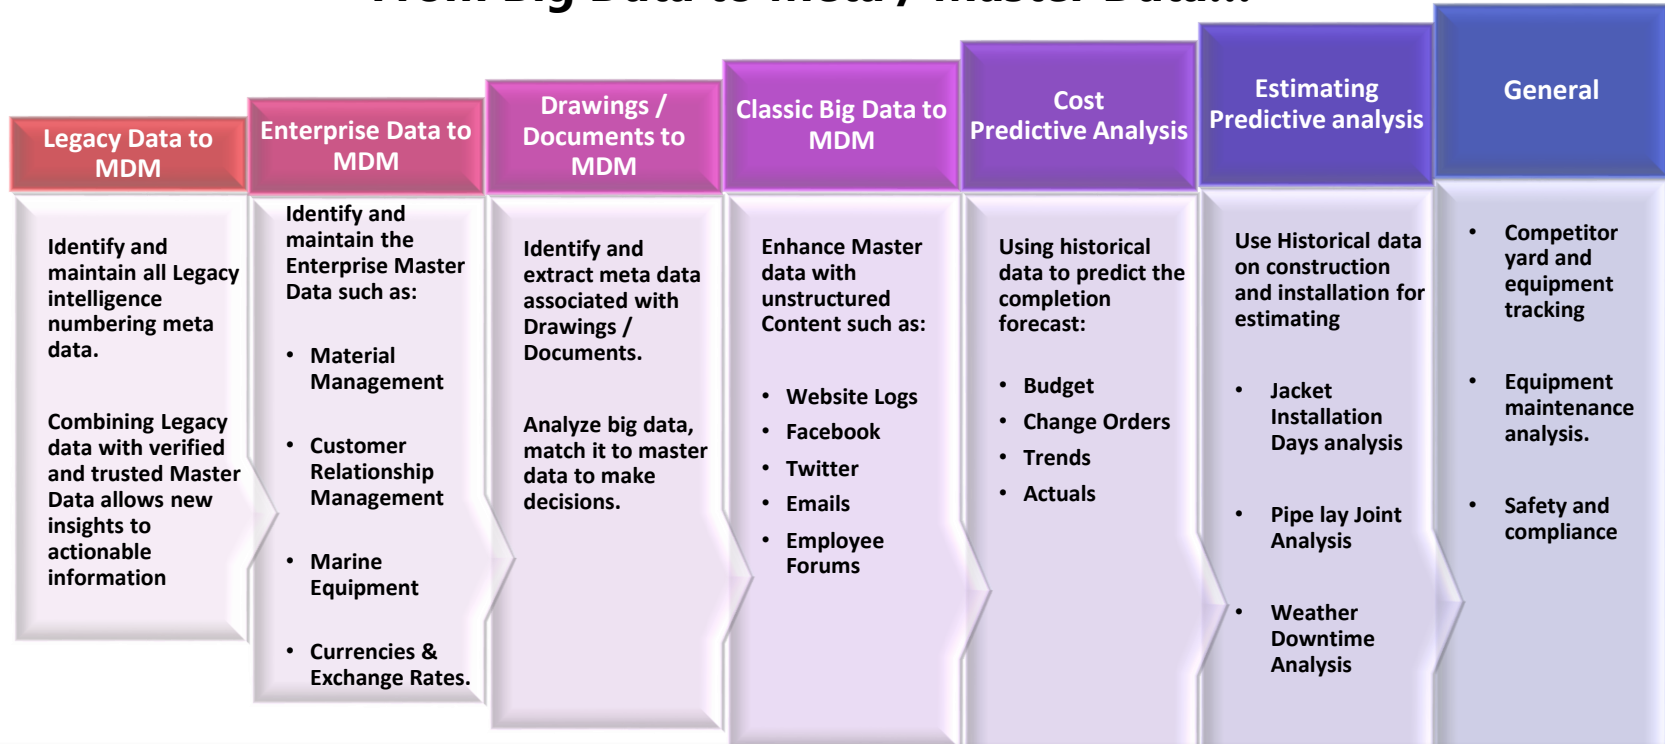 From Big Data to Meta / Master Data...
Legacy Data to
MDM
Identify and
maintain all Legacy
intelligence
numbering meta
data.
Combining Legacy
data with verified
and trusted Master
Data allows new
insights to
actionable
information
Enterprise Data to
MDM
Identify and
maintain the
Enterprise Master
Data such as:
• Material
Management
• Customer
Relationship
Management
• Marine
Equipment
• Currencies &
Exchange Rates.
Drawings /
Documents to
MDM
Identify and
extract meta data
associated with
Drawings /
Documents.
Analyze big data,
match it to master
data to make
decisions.
Classic Big Data to
MDM
Enhance Master
data with
unstructured
Content such as:
• Website Logs
• Facebook
• Twitter
• Emails
• Employee
Forums
Cost
Predictive Analysis
Using historical
data to predict the
completion
forecast:
• Budget
• Change Orders
• Trends
• Actuals
Estimating
Predictive analysis
Use Historical data
on construction
and installation for
estimating
• Jacket
Installation
Days analysis
• Pipe lay Joint
Analysis
• Weather
Downtime
Analysis
General
• Competitor
yard and
equipment
tracking
• Equipment
maintenance
analysis.
• Safety and
compliance